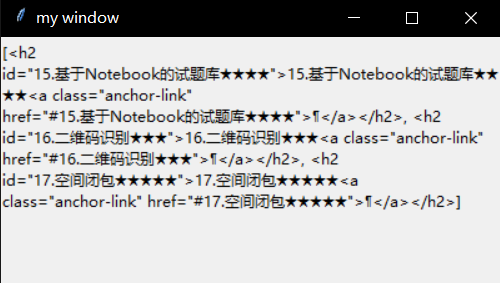 my window
[<h2
id="15.基于Notebook的试题库★★★★">15.基于Notebook的试题库★★
★★<a class="anchor-link"
href="#15.基于Notebook的试题库★★★★">¶</a></h2>, <h2
id="16.二维码识别★★★">16.二维码识别★★★<a class="anchor-link"
href="#16.二维码识别★★★">¶</a></h2>, <h2
id="17.空间闭包★★★★★">17.空间闭包★★★★★<a
class="anchor-link" href="#17.空间闭包★★★★★">¶</a></h2>]